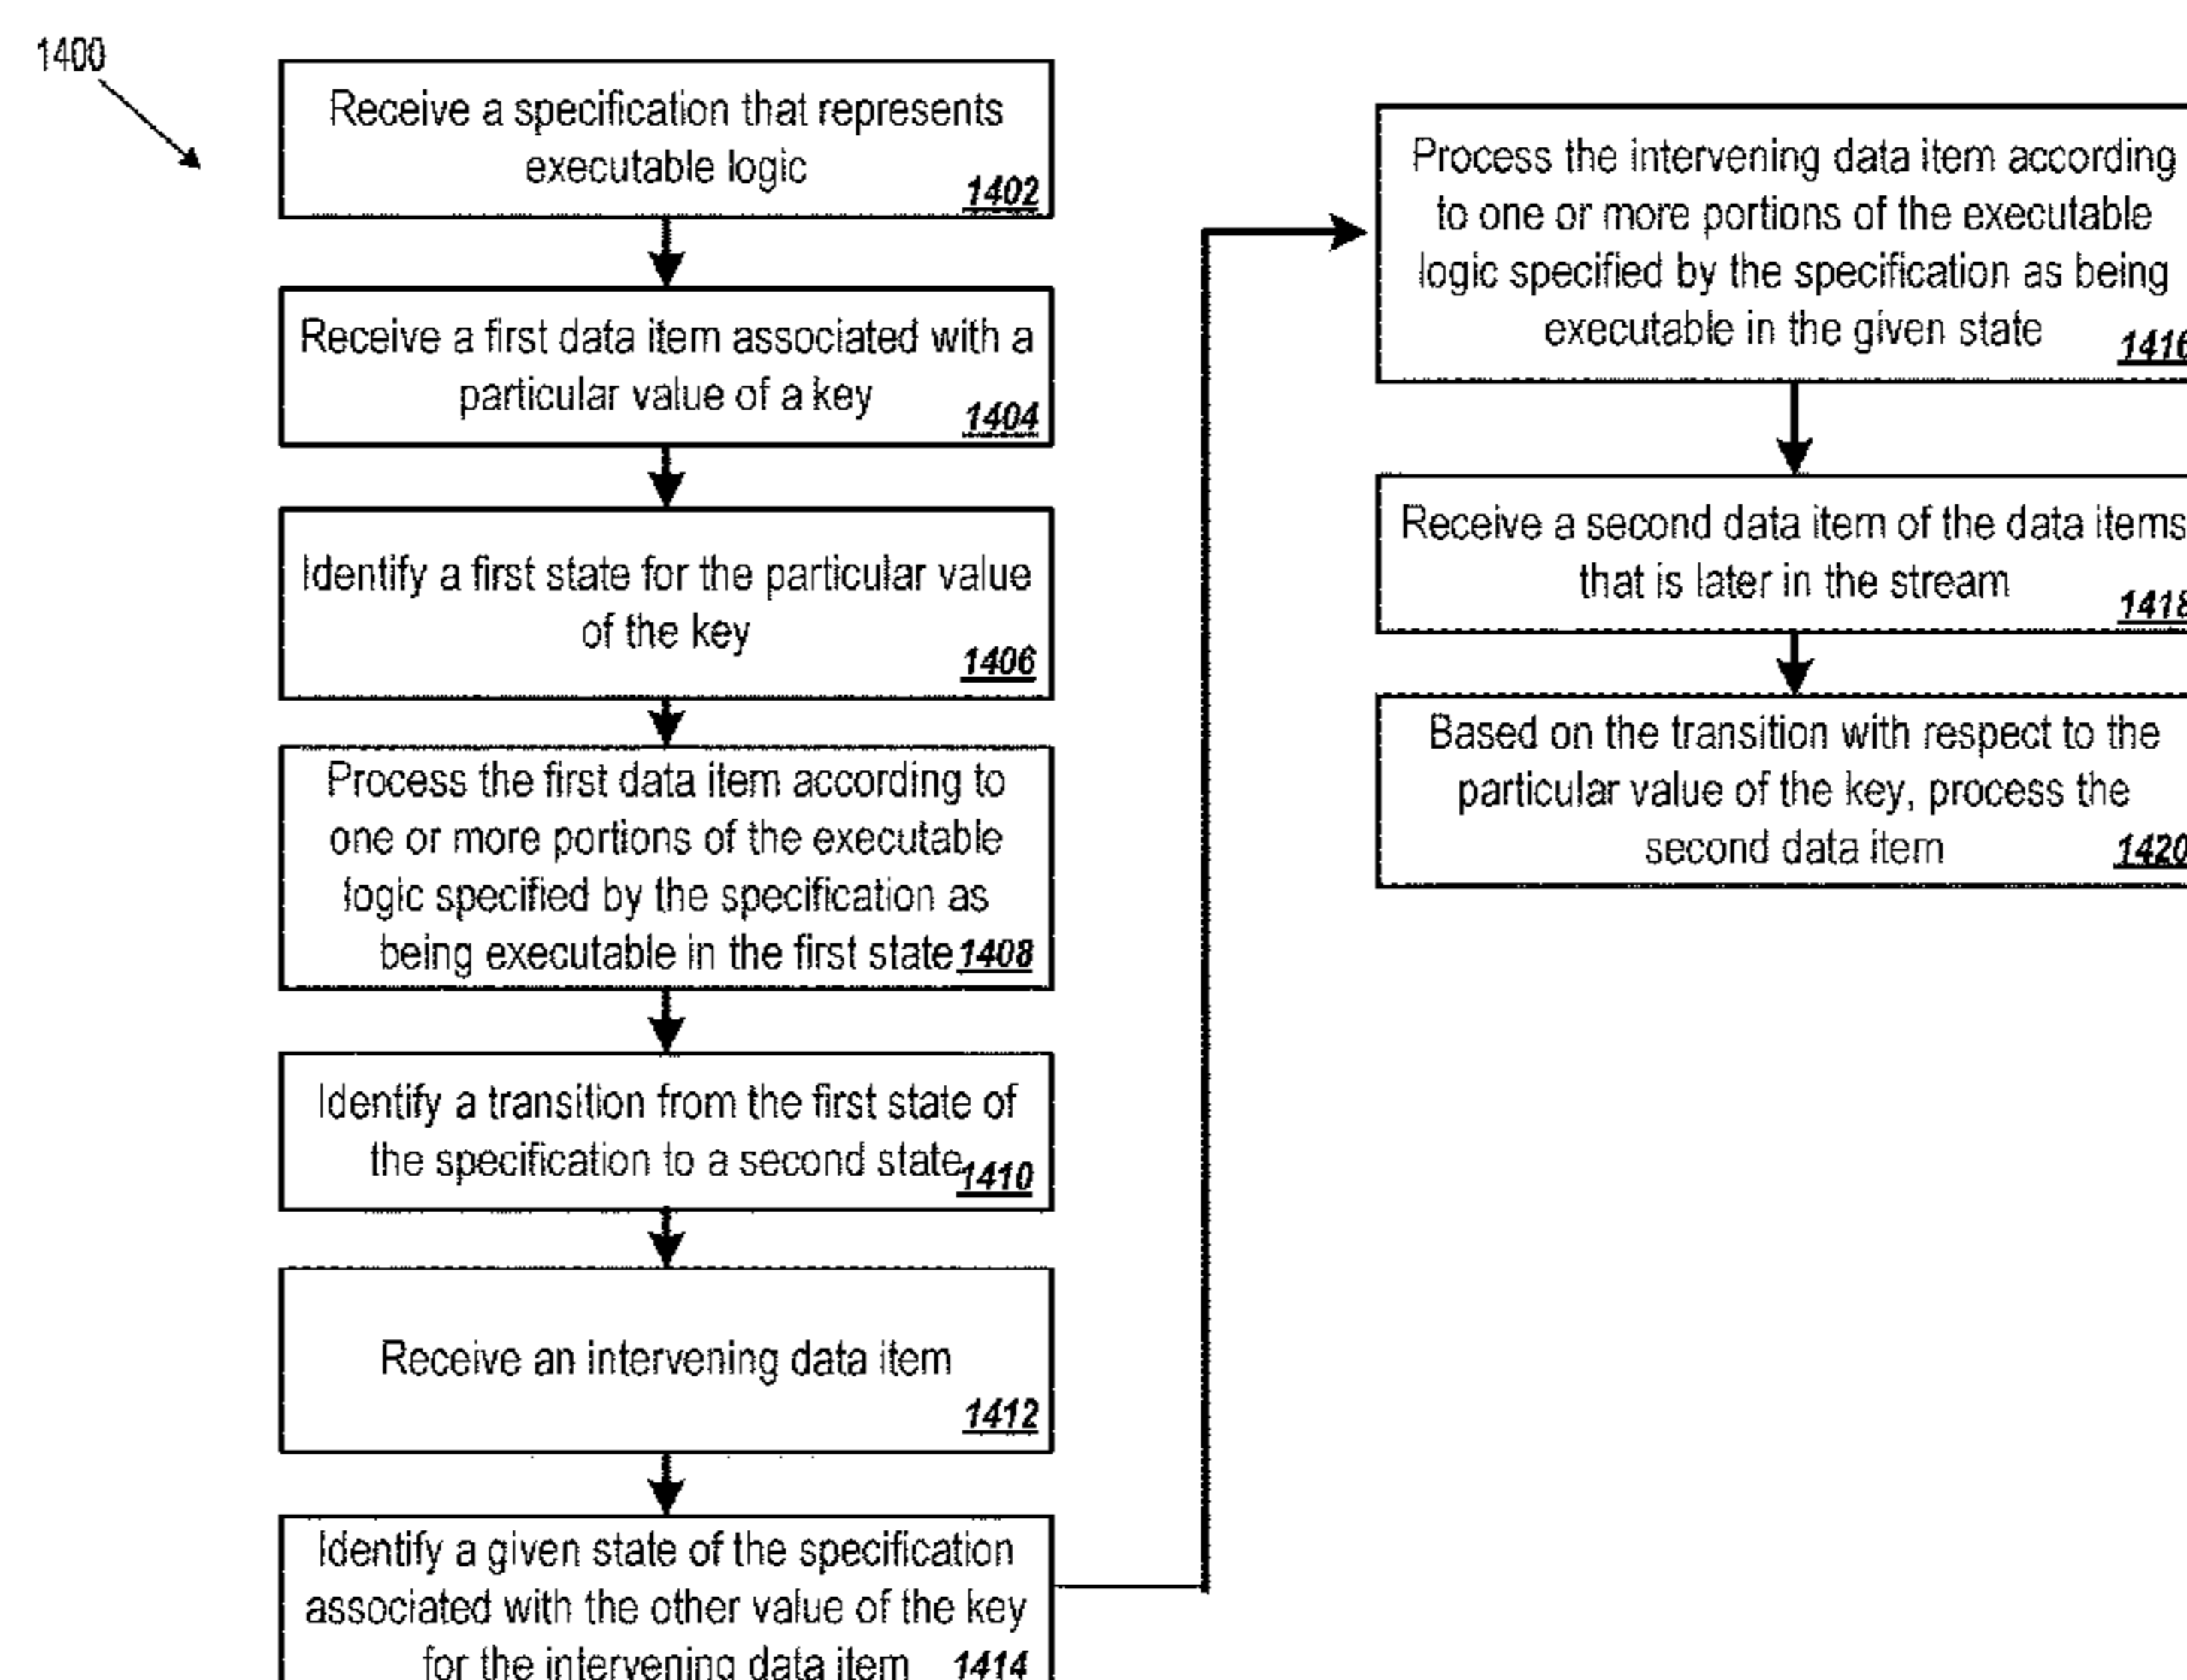 1400
Receive a specification that represents
executable logic
1402
Receive a first data item associated with a
particular value of a key
1404
Identify a first state for the particular value
of the key
1406
Process the first data item according to
one or more portions of the executable
logic specified by the specification as
being executable in the first state 1408
Identify a transition from the first state of
the specification to a second state
1410
Receive an intervening data item
1412
Identify a given state of the specification
associated with the other value of the key
for the intervening data item 1414
Process the intervening data item according
to one or more portions of the executable
logic specified by the specification as being
executable in the given state
1416
Receive a second data item of the data items
that is later in the stream
1418
Based on the transition with respect to the
particular value of the key, process the
second data item
1420